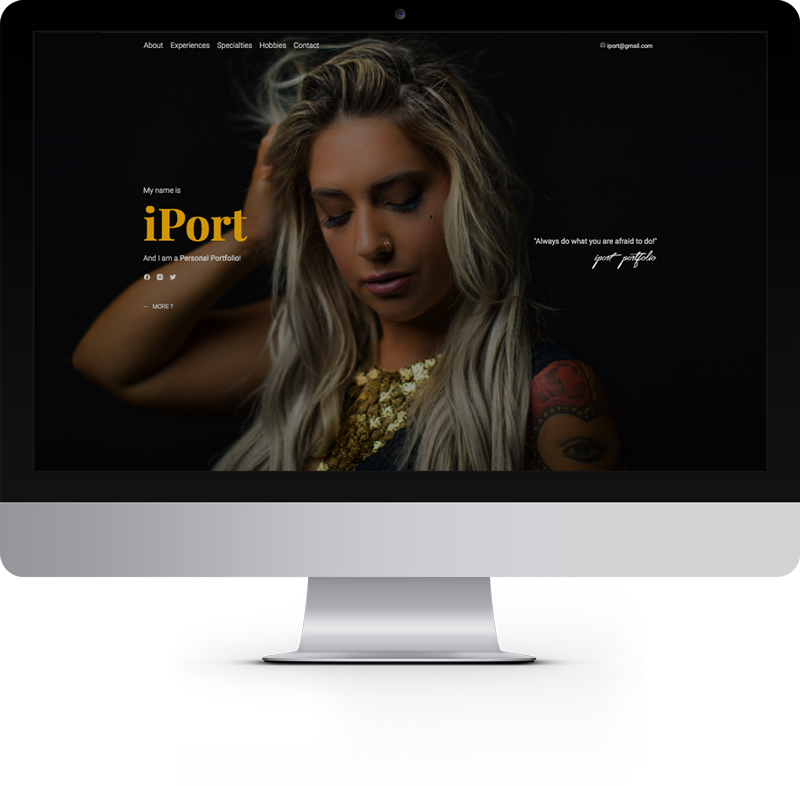 About Experiences Specialties Hobbies Contact
iport@gmail.com
My name is
iPort
And I am a Personal Portfolio!
— MORE ?
"Always do what you are afraid to do!"
iport portfolio